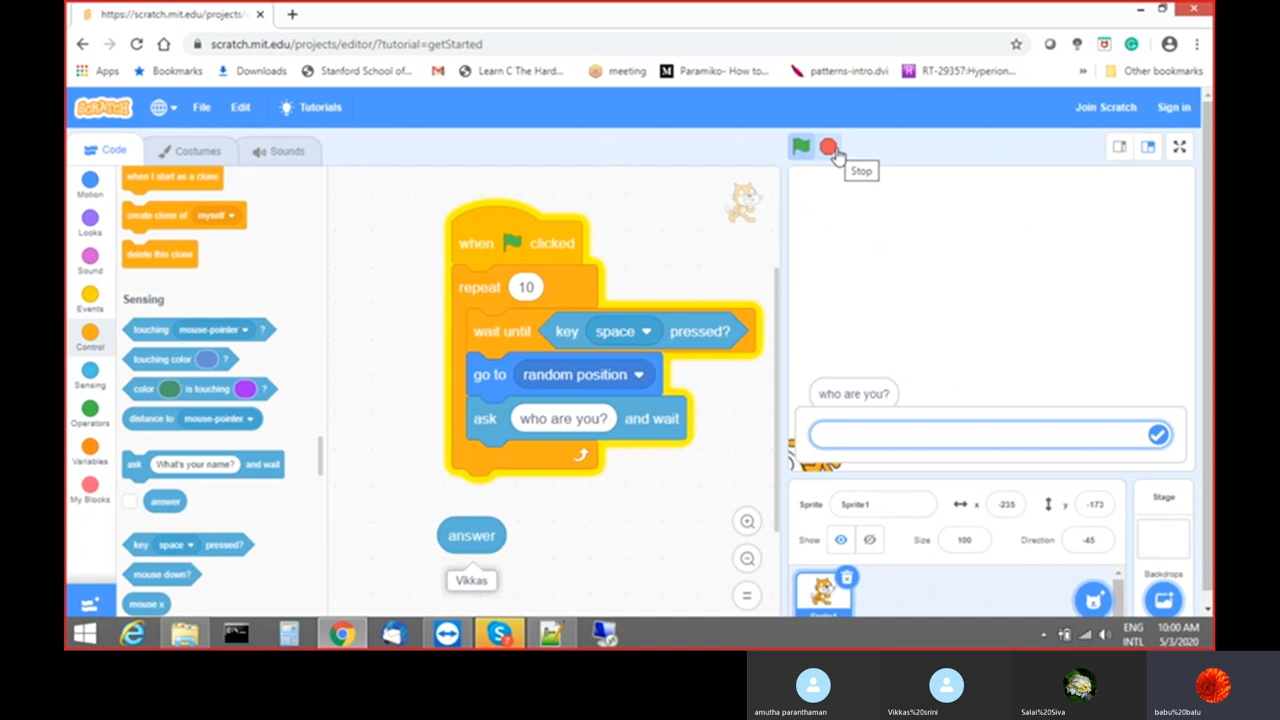 https://scratch.mit.edu/projects/
scratch.mit.edu/projects/editor/?tutorial=getStarted
Apps Bookmarks Downloads Stanford School of... Learn C The Hard... meeting Paramiko- How to... patterns-intro.dvi RT-29357:Hyperion... » Other bookmarks
SCRATCH File Edit Tutorials Join Scratch Sign in
Code Costumes Sounds
Stop
Motion
Looks
Sound
Events
Control
Sensing
Operators
Variables
My Blocks
when I start as a clone
create clone of myself
delete this clone
Sensing
touching mouse-pointer ?
touching color ?
color is touching ?
distance to mouse-pointer
ask What's your name? and wait
answer
key space pressed?
mouse down?
mouse x
when clicked
repeat 10
wait until key space pressed?
go to random position
ask who are you? and wait
answer
Vikkas
who are you?
Sprite Sprite1 x -235 y -173
Show Size 100 Direction -45
Stage
Backdrops
ENG
INTL
10:00 AM
5/3/2020
amutha paranthaman
Vikkas%20srini
Salai%20Siva
babu%20balu